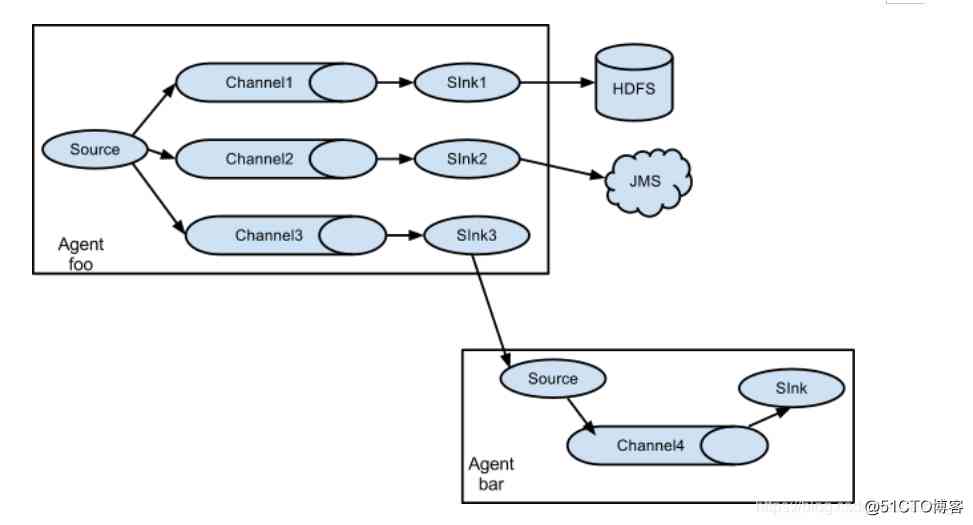 Channel1
SInk1
HDFS
Source
Channel2
SInk2
JMS
Channel3
SInk3
Agent
foo
Source
SInk
Channel4
Agent
bar
@51CTO博客